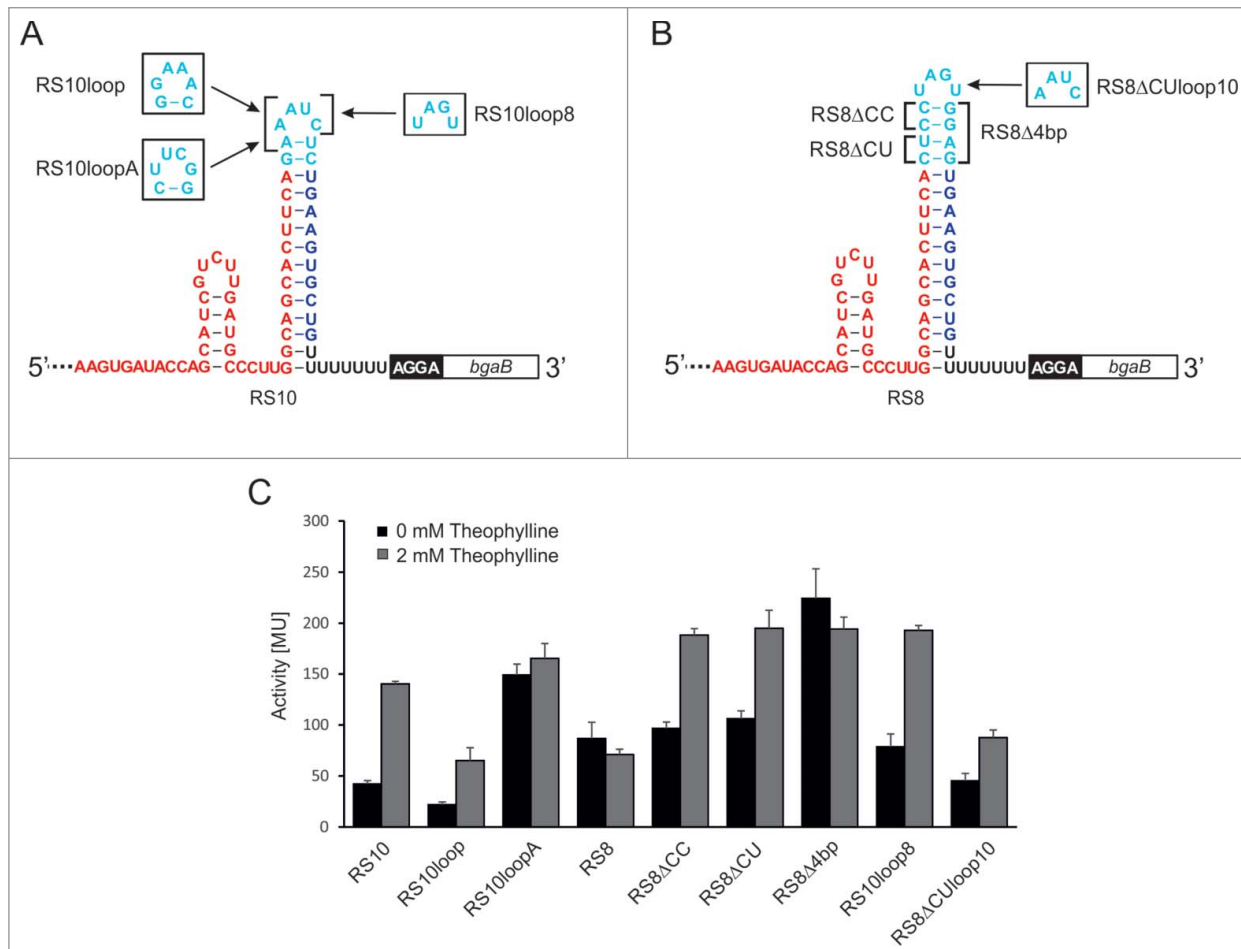 A
RS10loop
A A
G A
G–C
RS10loopA
U C
U G
C–G
A U
A C
A U
G–C
A–U
C–G
U–A
U–A
C–G
A–U
C–G
G–C
A–U
C–G
G–U
A G
U U
RS10loop8
C
U U
G U
C–G
U–A
A–U
C–G
5’ AAGUGAUACCAG–CCCUUG–UUUUUUU AGGA bgaB 3’
RS10
B
A G
U U
C–G
C–G
U–A
C–G
A–U
C–G
U–A
U–A
C–G
A–U
C–G
G–C
A–U
C–G
G–U
RS8ΔCC
RS8ΔCU
RS8Δ4bp
A U
A C
RS8ΔCUloop10
C
U U
G U
C–G
U–A
A–U
C–G
5’ AAGUGAUACCAG–CCCUUG–UUUUUUU AGGA bgaB 3’
RS8
C
0 mM Theophylline
2 mM Theophylline
Activity [MU]
300
250
200
150
100
50
0
RS10
RS10loop
RS10loopA
RS8
RS8ΔCC
RS8ΔCU
RS8Δ4bp
RS10loop8
RS8ΔCUloop10